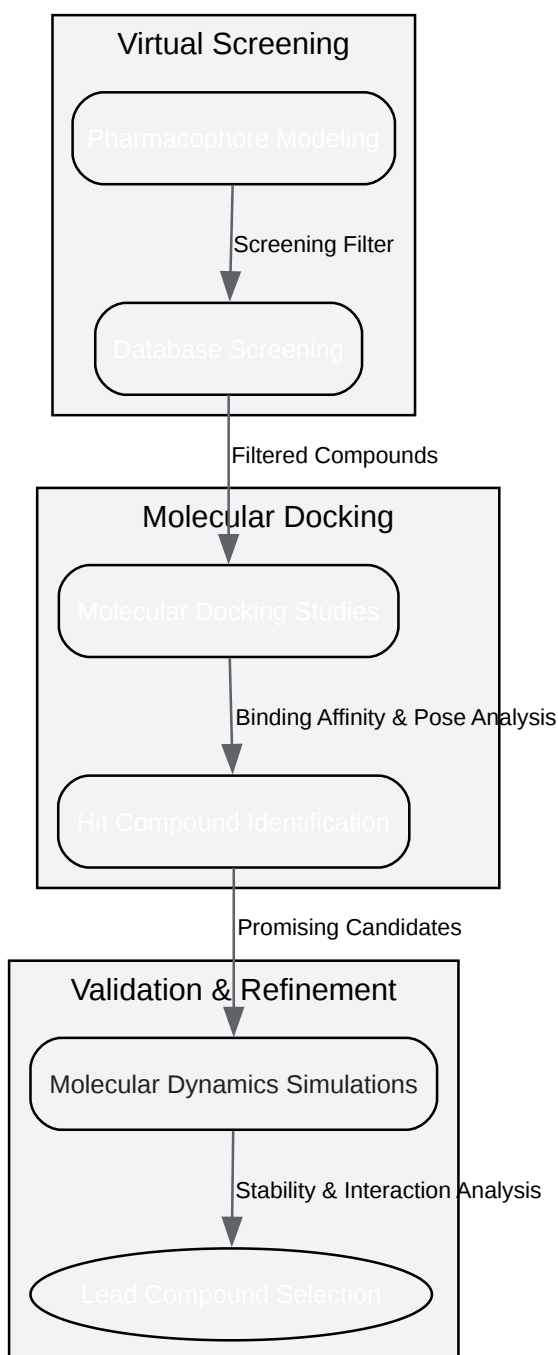 Virtual Screening
Pharmacophore Modeling
Screening Filter
Database Screening
Filtered Compounds
Molecular Docking
Molecular Docking Studies
Binding Affinity & Pose Analysis
Hit Compound Identification
Promising Candidates
Validation & Refinement
Molecular Dynamics Simulations
Stability & Interaction Analysis
Lead Compound Selection